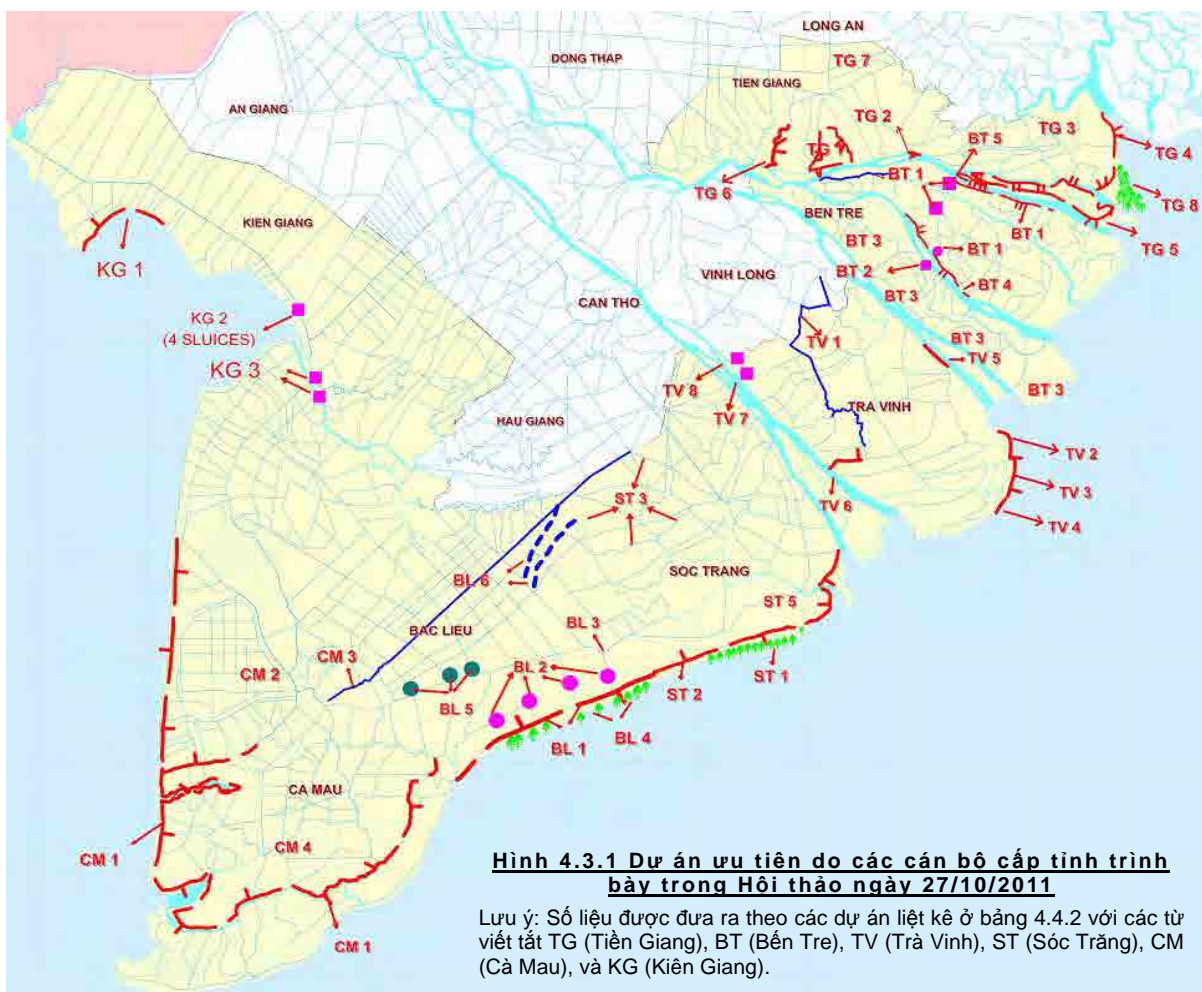 LONG AN
DONG THAP
TG 7
TIEN GIANG
AN GIANG
TG 2
TG 3
BT 5
TG
TG 4
BT 1
TG 6
TG 8
BEN TRE
KIEN GIANG
BT 1
TG 5
BT 3
BT 1
KG 1
BT 2
VINH LONG
BT 4
BT 3
CAN THO
KG 2
(4 SLUICES)
TV 1
BT 3
TV 5
KG 3
BT 3
TV 8
TV 7
TRA VINH
HAU GIANG
TV 2
TV 3
ST 3
TV 6
TV 4
SOC TRANG
BL 6
ST 5
BL 3
BAC LIEU
CM 3
BL 2
CM 2
ST 1
ST 2
BL 5
BL 1
BL 4
CA MAU
CM 4
CM 1
CM 1
Hình 4.3.1 Dự án ưu tiên do các cán bộ cấp tỉnh trình
bày trong Hội thảo ngày 27/10/2011
Lưu ý: Số liệu được đưa ra theo các dự án liệt kê ở bảng 4.4.2 với các từ
viết tắt TG (Tiền Giang), BT (Bến Tre), TV (Trà Vinh), ST (Sóc Trăng), CM
(Cà Mau), và KG (Kiên Giang).